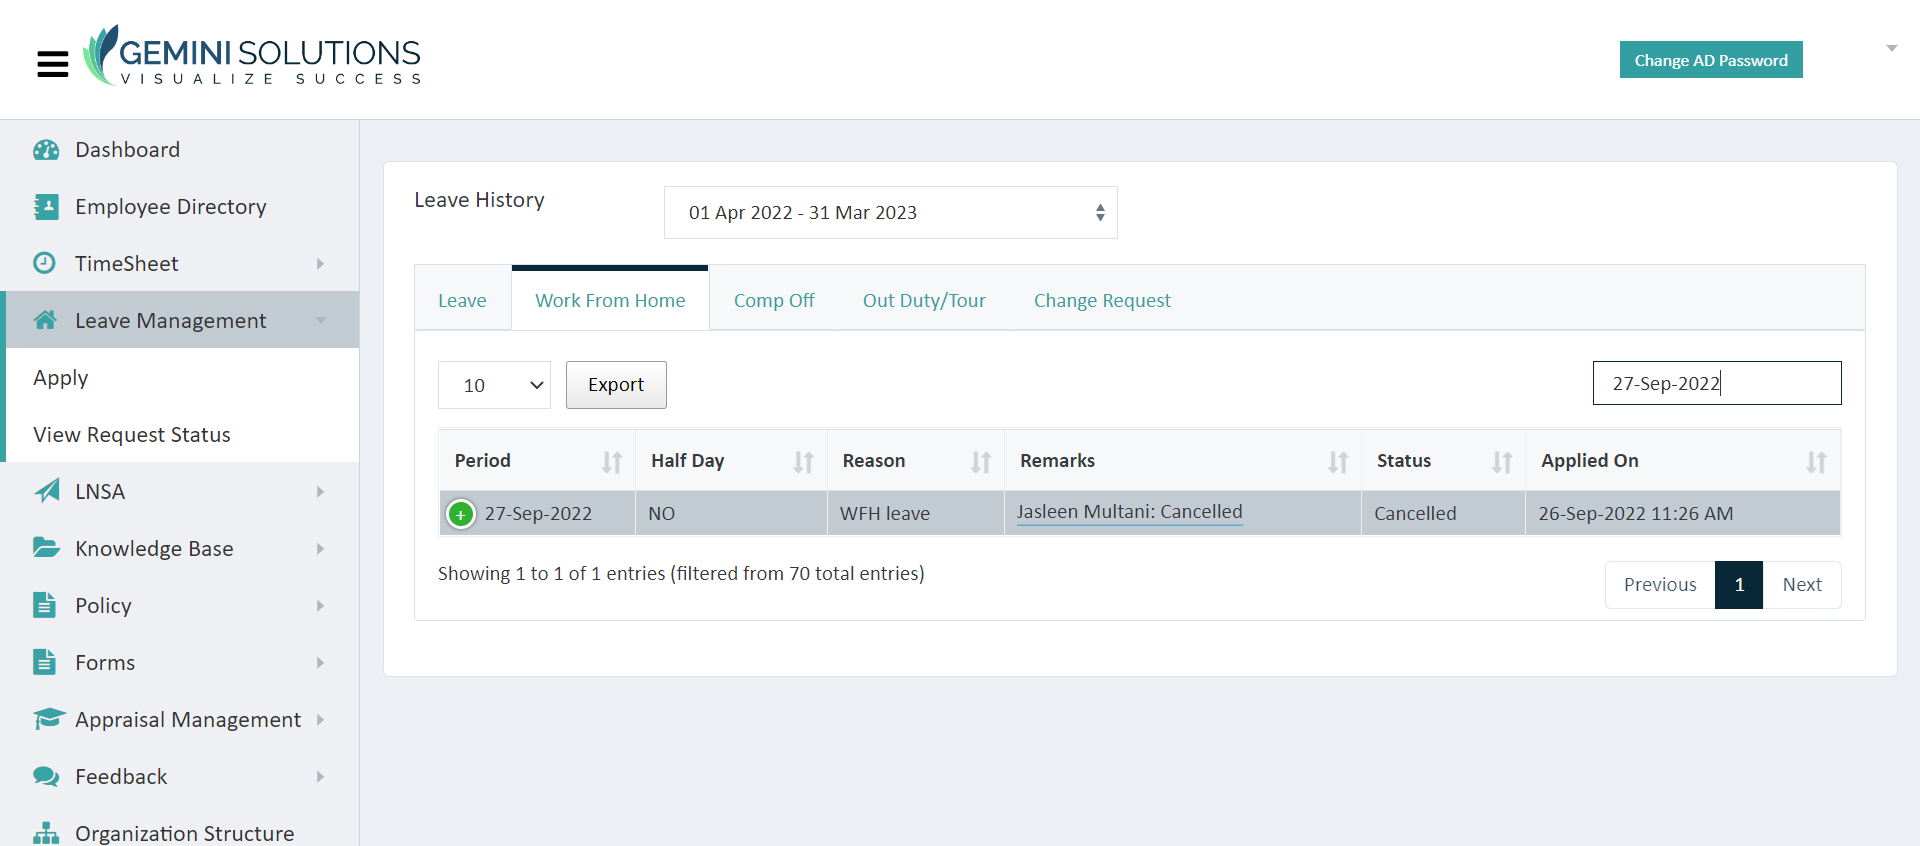 GEMINI SOLUTIONS
VISUALIZE SUCCESS
Change AD Password
Dashboard
Employee Directory
TimeSheet
Leave Management
Apply
View Request Status
LNSA
Knowledge Base
Policy
Forms
Appraisal Management
Feedback
Organization Structure
Leave History
01 Apr 2022 - 31 Mar 2023
Leave Work From Home Comp Off Out Duty/Tour Change Request
10 Export 27-Sep-2022
Period Half Day Reason Remarks Status Applied On
27-Sep-2022 NO WFH leave Jasleen Multani: Cancelled Cancelled 26-Sep-2022 11:26 AM
Showing 1 to 1 of 1 entries (filtered from 70 total entries)
Previous 1 Next